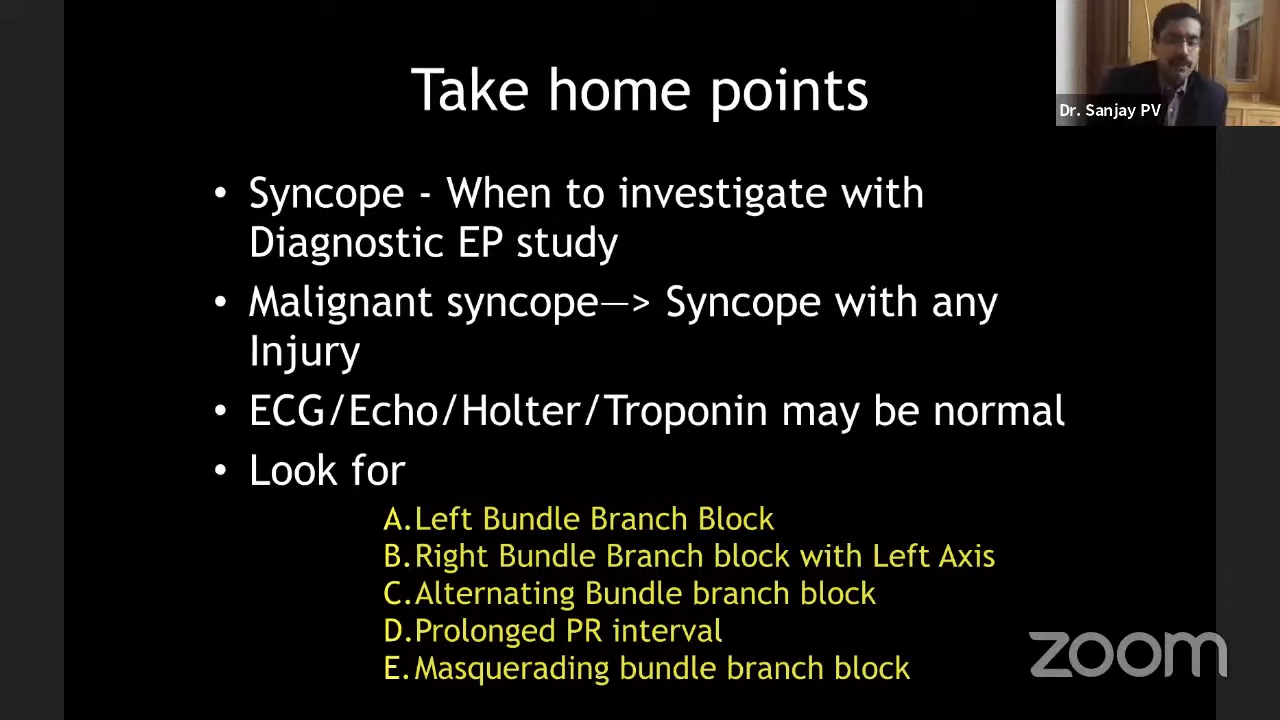 Take home points
Dr. Sanjay PV
• Syncope - When to investigate with
Diagnostic EP study
• Malignant syncope—> Syncope with any
Injury
• ECG/Echo/Holter/Troponin may be normal
• Look for
A.Left Bundle Branch Block
B.Right Bundle Branch block with Left Axis
C.Alternating Bundle branch block
D.Prolonged PR interval
E.Masquerading bundle branch block
zoom